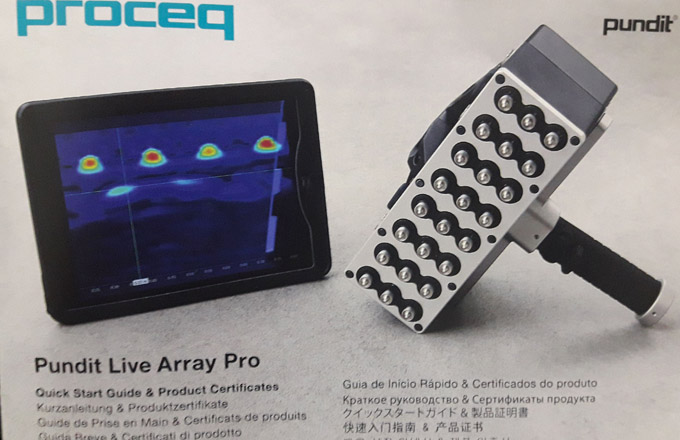 proceq
pundit®
Pundit Live Array Pro
Quick Start Guide & Product Certificates
Kurzanleitung & Produktzertifikate
Guide de Prise en Main & Certificats de produits
Guida Breve & Certificati di prodotto
Guia de Início Rápido & Certificados do produto
Краткое руководство & Сертификаты продукта
クイックスタートガイド & 製品証明書
快速入门指南 & 产品证书